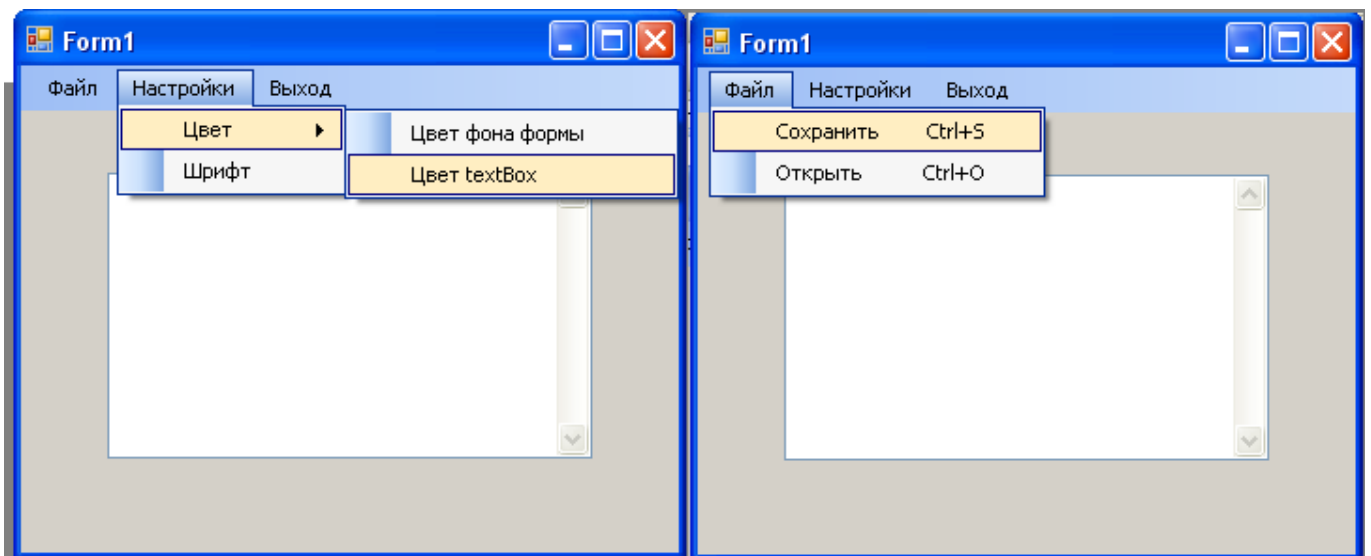 Form1
Файл Настройки Выход
Цвет
Шрифт
Цвет фона формы
Цвет textBox
Form1
Файл Настройки Выход
Сохранить Ctrl+S
Открыть Ctrl+O